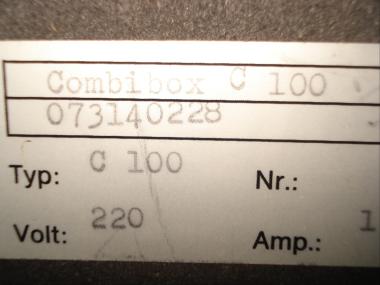 Combibox C 100
073140228
Typ: C 100 Nr.:
Volt: 220 Amp.: 1